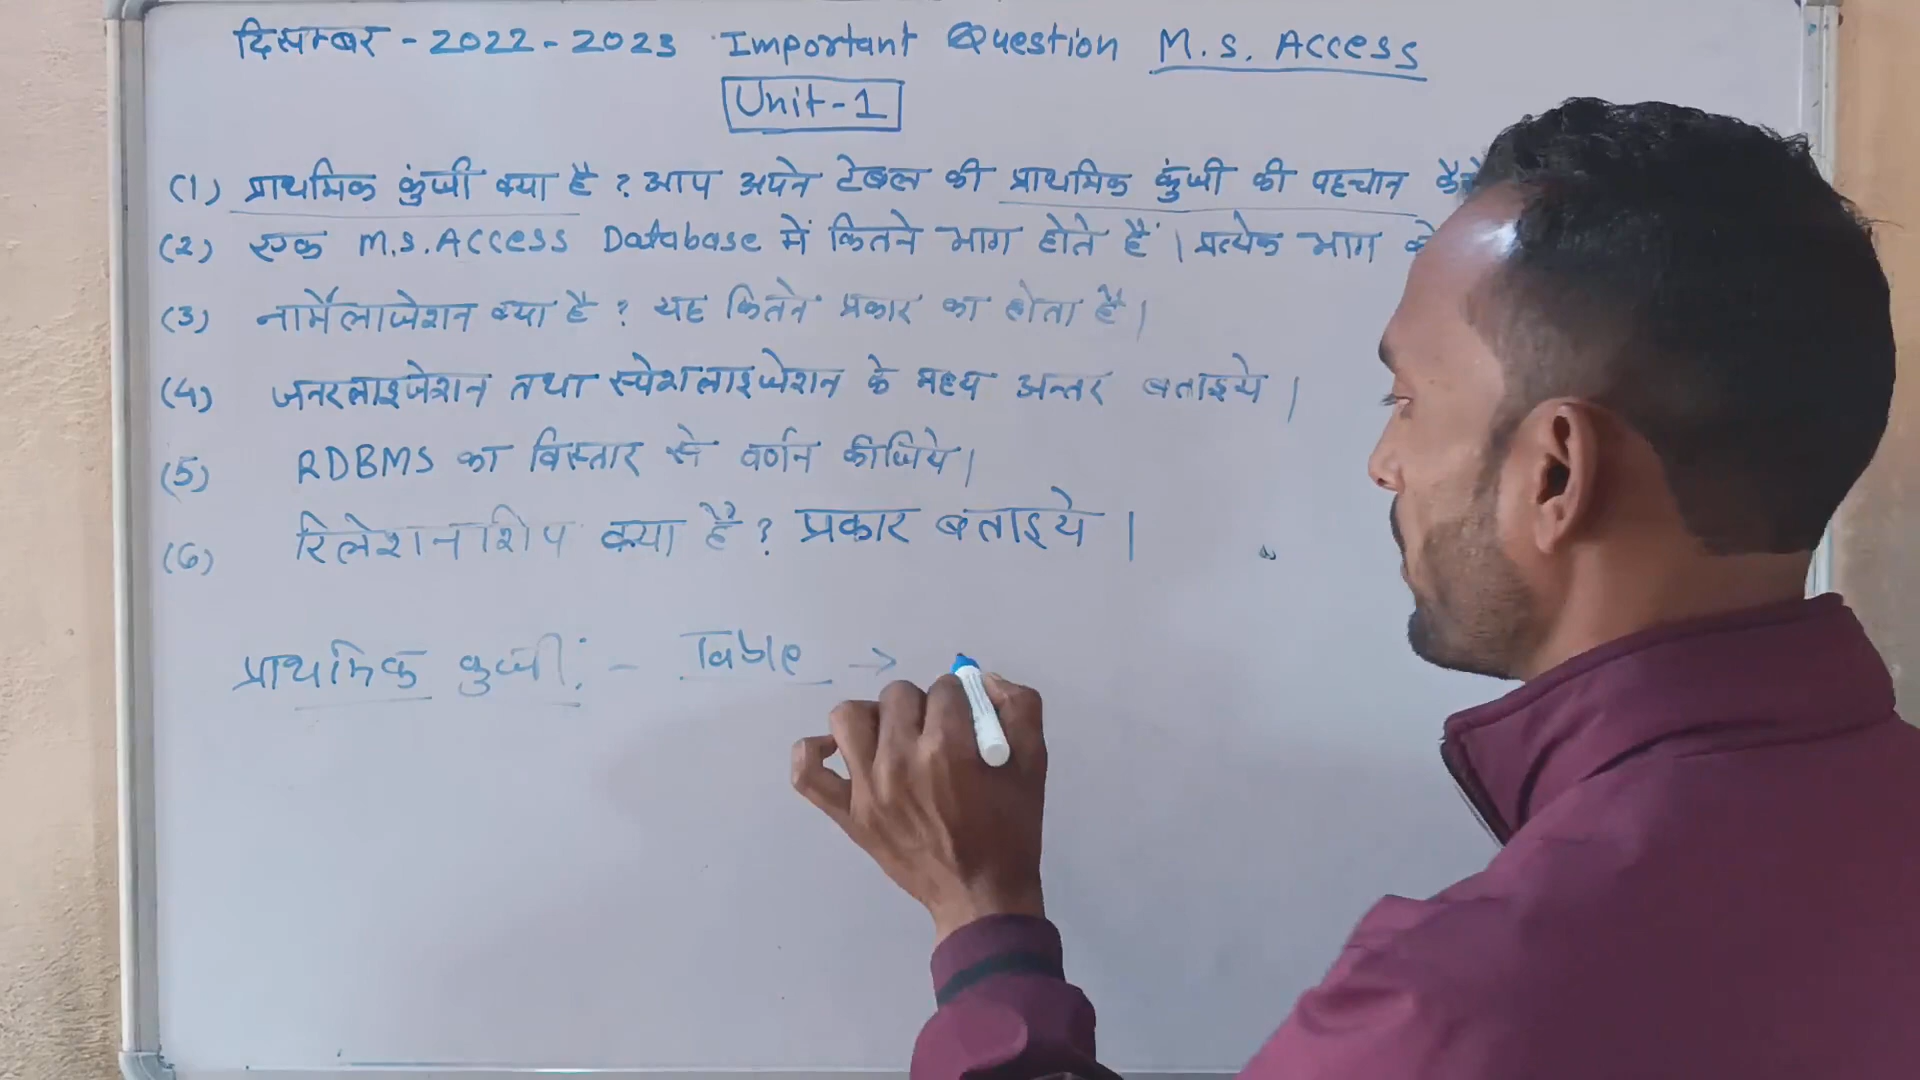 दिसम्बर - 2022 - 2023 Important Question M.S. Access
Unit-1
(1) प्राथमिक कुंजी क्या है ? आप अपने टेबल की प्राथमिक कुंजी की पहचान
(2) एक M.S. Access Database में कितने भाग होते हैं । प्रत्येक भाग
(3) नार्मेलाजेशन क्या है ? यह कितने प्रकार का होता है ।
(4) जनरलाइजेशन तथा स्पेशलाइजेशन के मध्य अन्तर बताइये ।
(5) RDBMS का विस्तार से वर्णन कीजिये ।
(6) रिलेशनशिप क्या है ? प्रकार बताइये ।
प्राथमिक कुंजी :- Table →